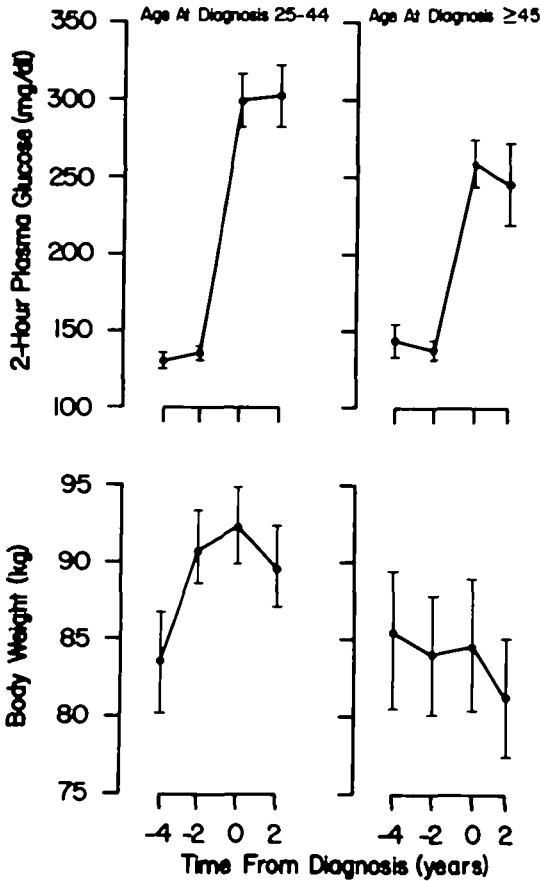 Age At Diagnosis 25-44
Age At Diagnosis ≥45
2-Hour Plasma Glucose (mg/dl)
350
300
250
200
150
100
Body Weight (kg)
95
90
85
80
75
-4 -2 0 2
-4 -2 0 2
Time From Diagnosis (years)